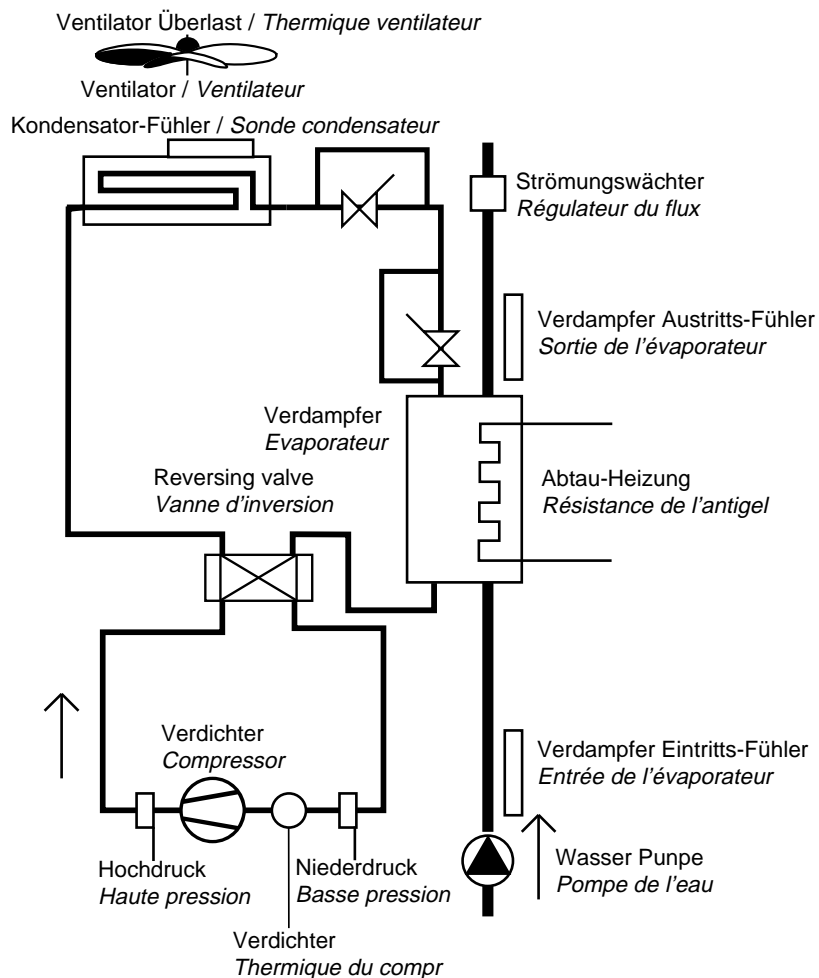 Ventilator Überlast / Thermique ventilateur
Ventilator / Ventilateur
Kondensator-Fühler / Sonde condensateur
Strömungswächter
Régulateur du flux
Verdampfer Austritts-Fühler
Sortie de l'évaporateur
Verdampfer
Evaporateur
Reversing valve
Vanne d'inversion
Abtau-Heizung
Résistance de l'antigel
Verdichter
Compressor
Verdampfer Eintritts-Fühler
Entrée de l'évaporateur
Hochdruck
Haute pression
Niederdruck
Basse pression
Wasser Punpe
Pompe de l'eau
Verdichter
Thermique du compr